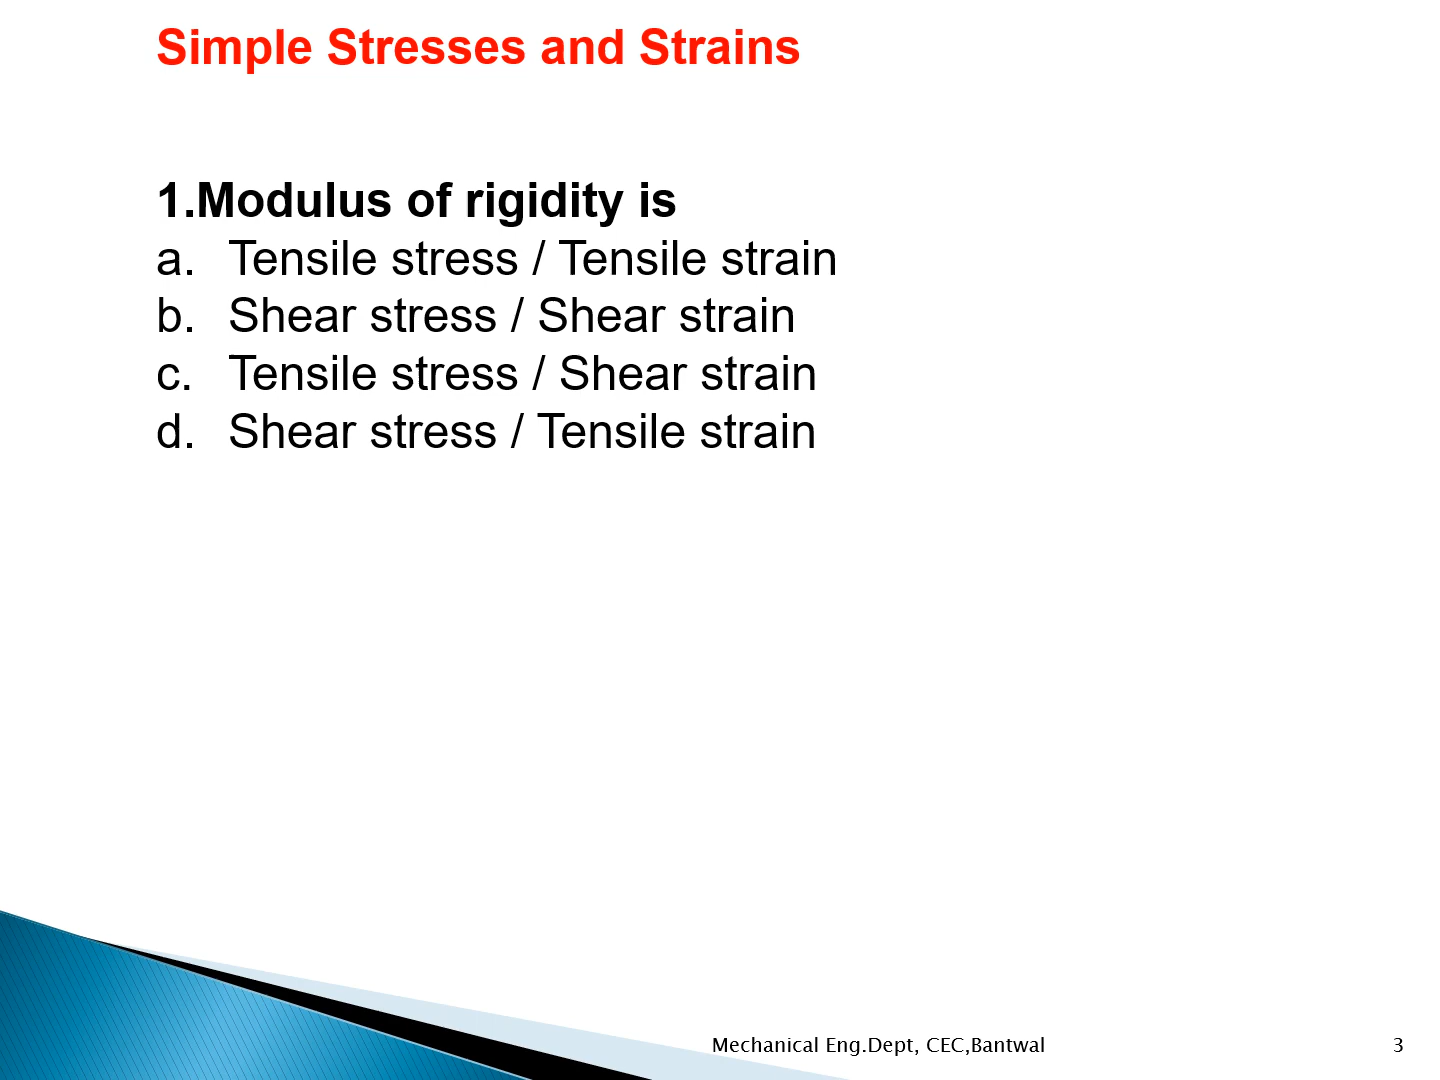 Simple Stresses and Strains
1.Modulus of rigidity is
a. Tensile stress / Tensile strain
b. Shear stress / Shear strain
c. Tensile stress / Shear strain
d. Shear stress / Tensile strain
Mechanical Eng.Dept, CEC,Bantwal 3